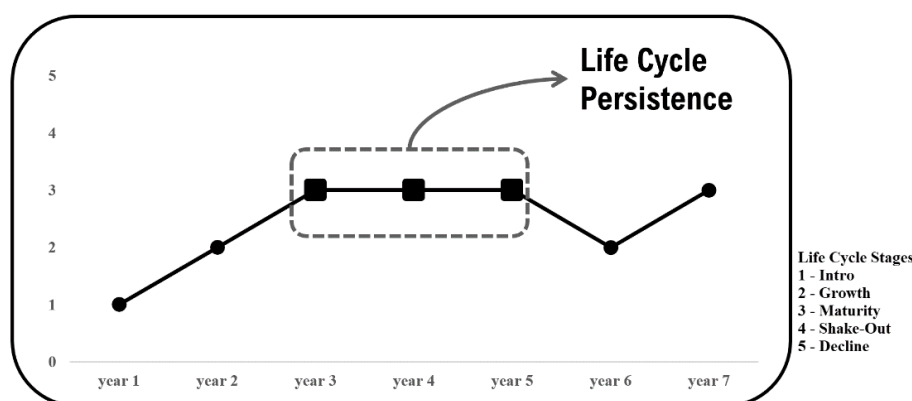 Life Cycle
Persistence
5
4
3
2
1
0
year 1 year 2 year 3 year 4 year 5 year 6 year 7
Life Cycle Stages
1 - Intro
2 - Growth
3 - Maturity
4 - Shake-Out
5 - Decline